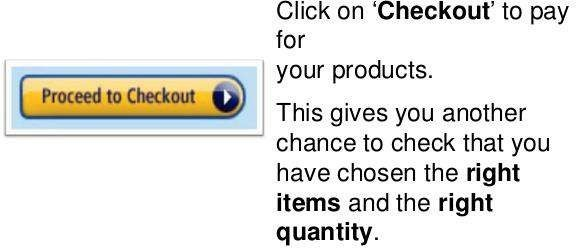 Proceed to Checkout
Click on ‘Checkout’ to pay
for
your products.
This gives you another
chance to check that you
have chosen the right
items and the right
quantity.